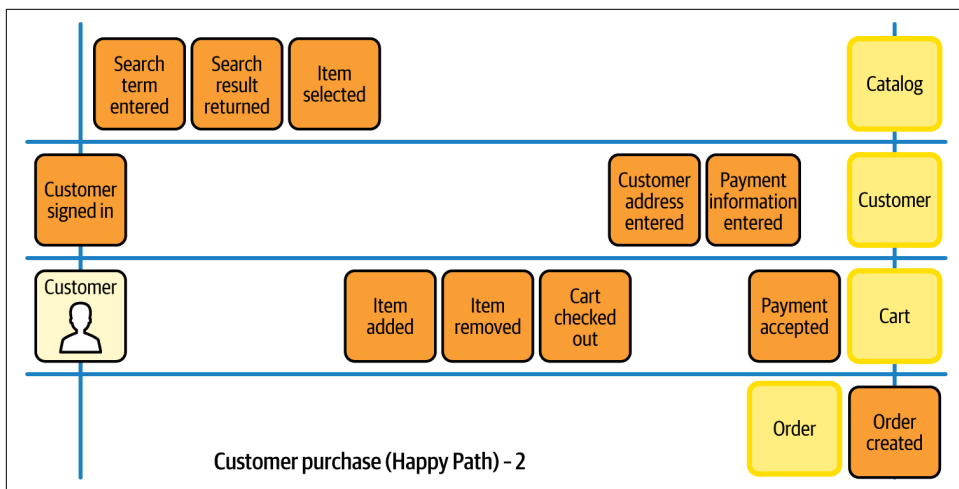 Search
term
entered
Search
result
returned
Item
selected
Catalog
Customer
signed in
Customer
address
entered
Payment
information
entered
Customer
Customer
Item
added
Item
removed
Cart
checked
out
Payment
accepted
Cart
Order
Order
created
Customer purchase (Happy Path) – 2